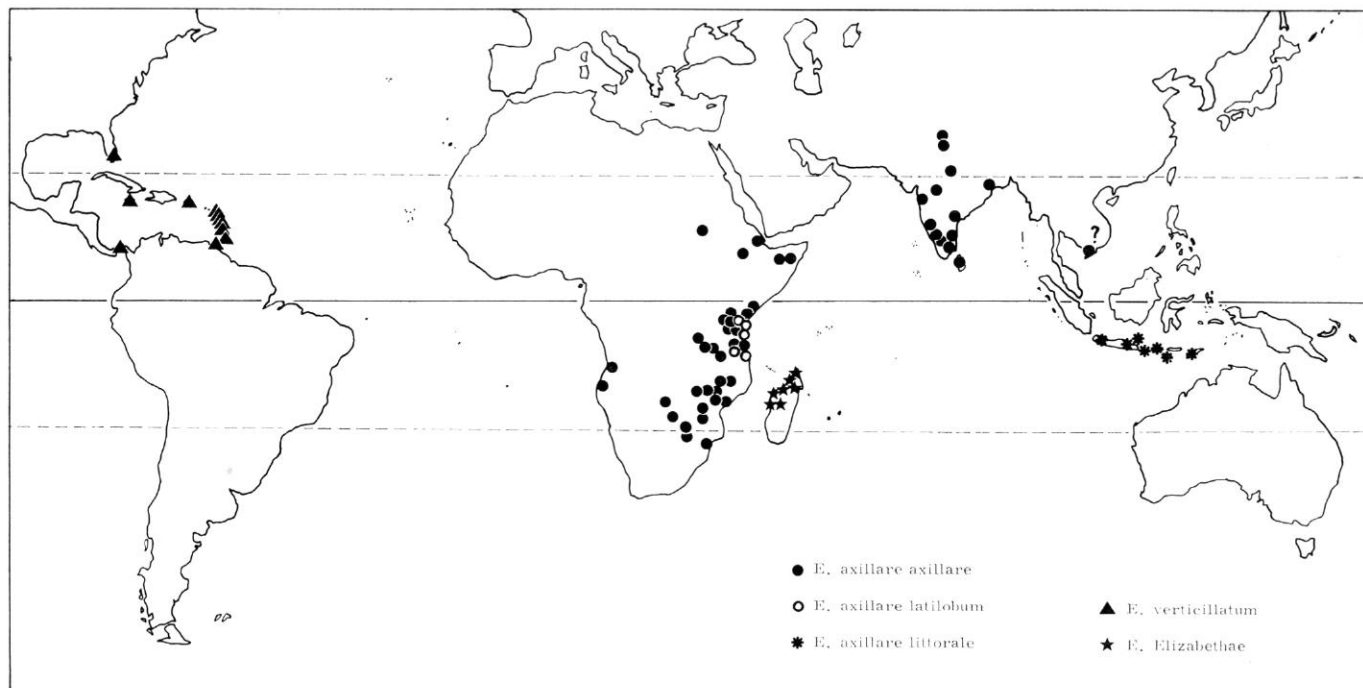 ?
E. axillare axillare
E. axillare latilobum
E. axillare littorale
E. verticillatum
E. Elizabethae